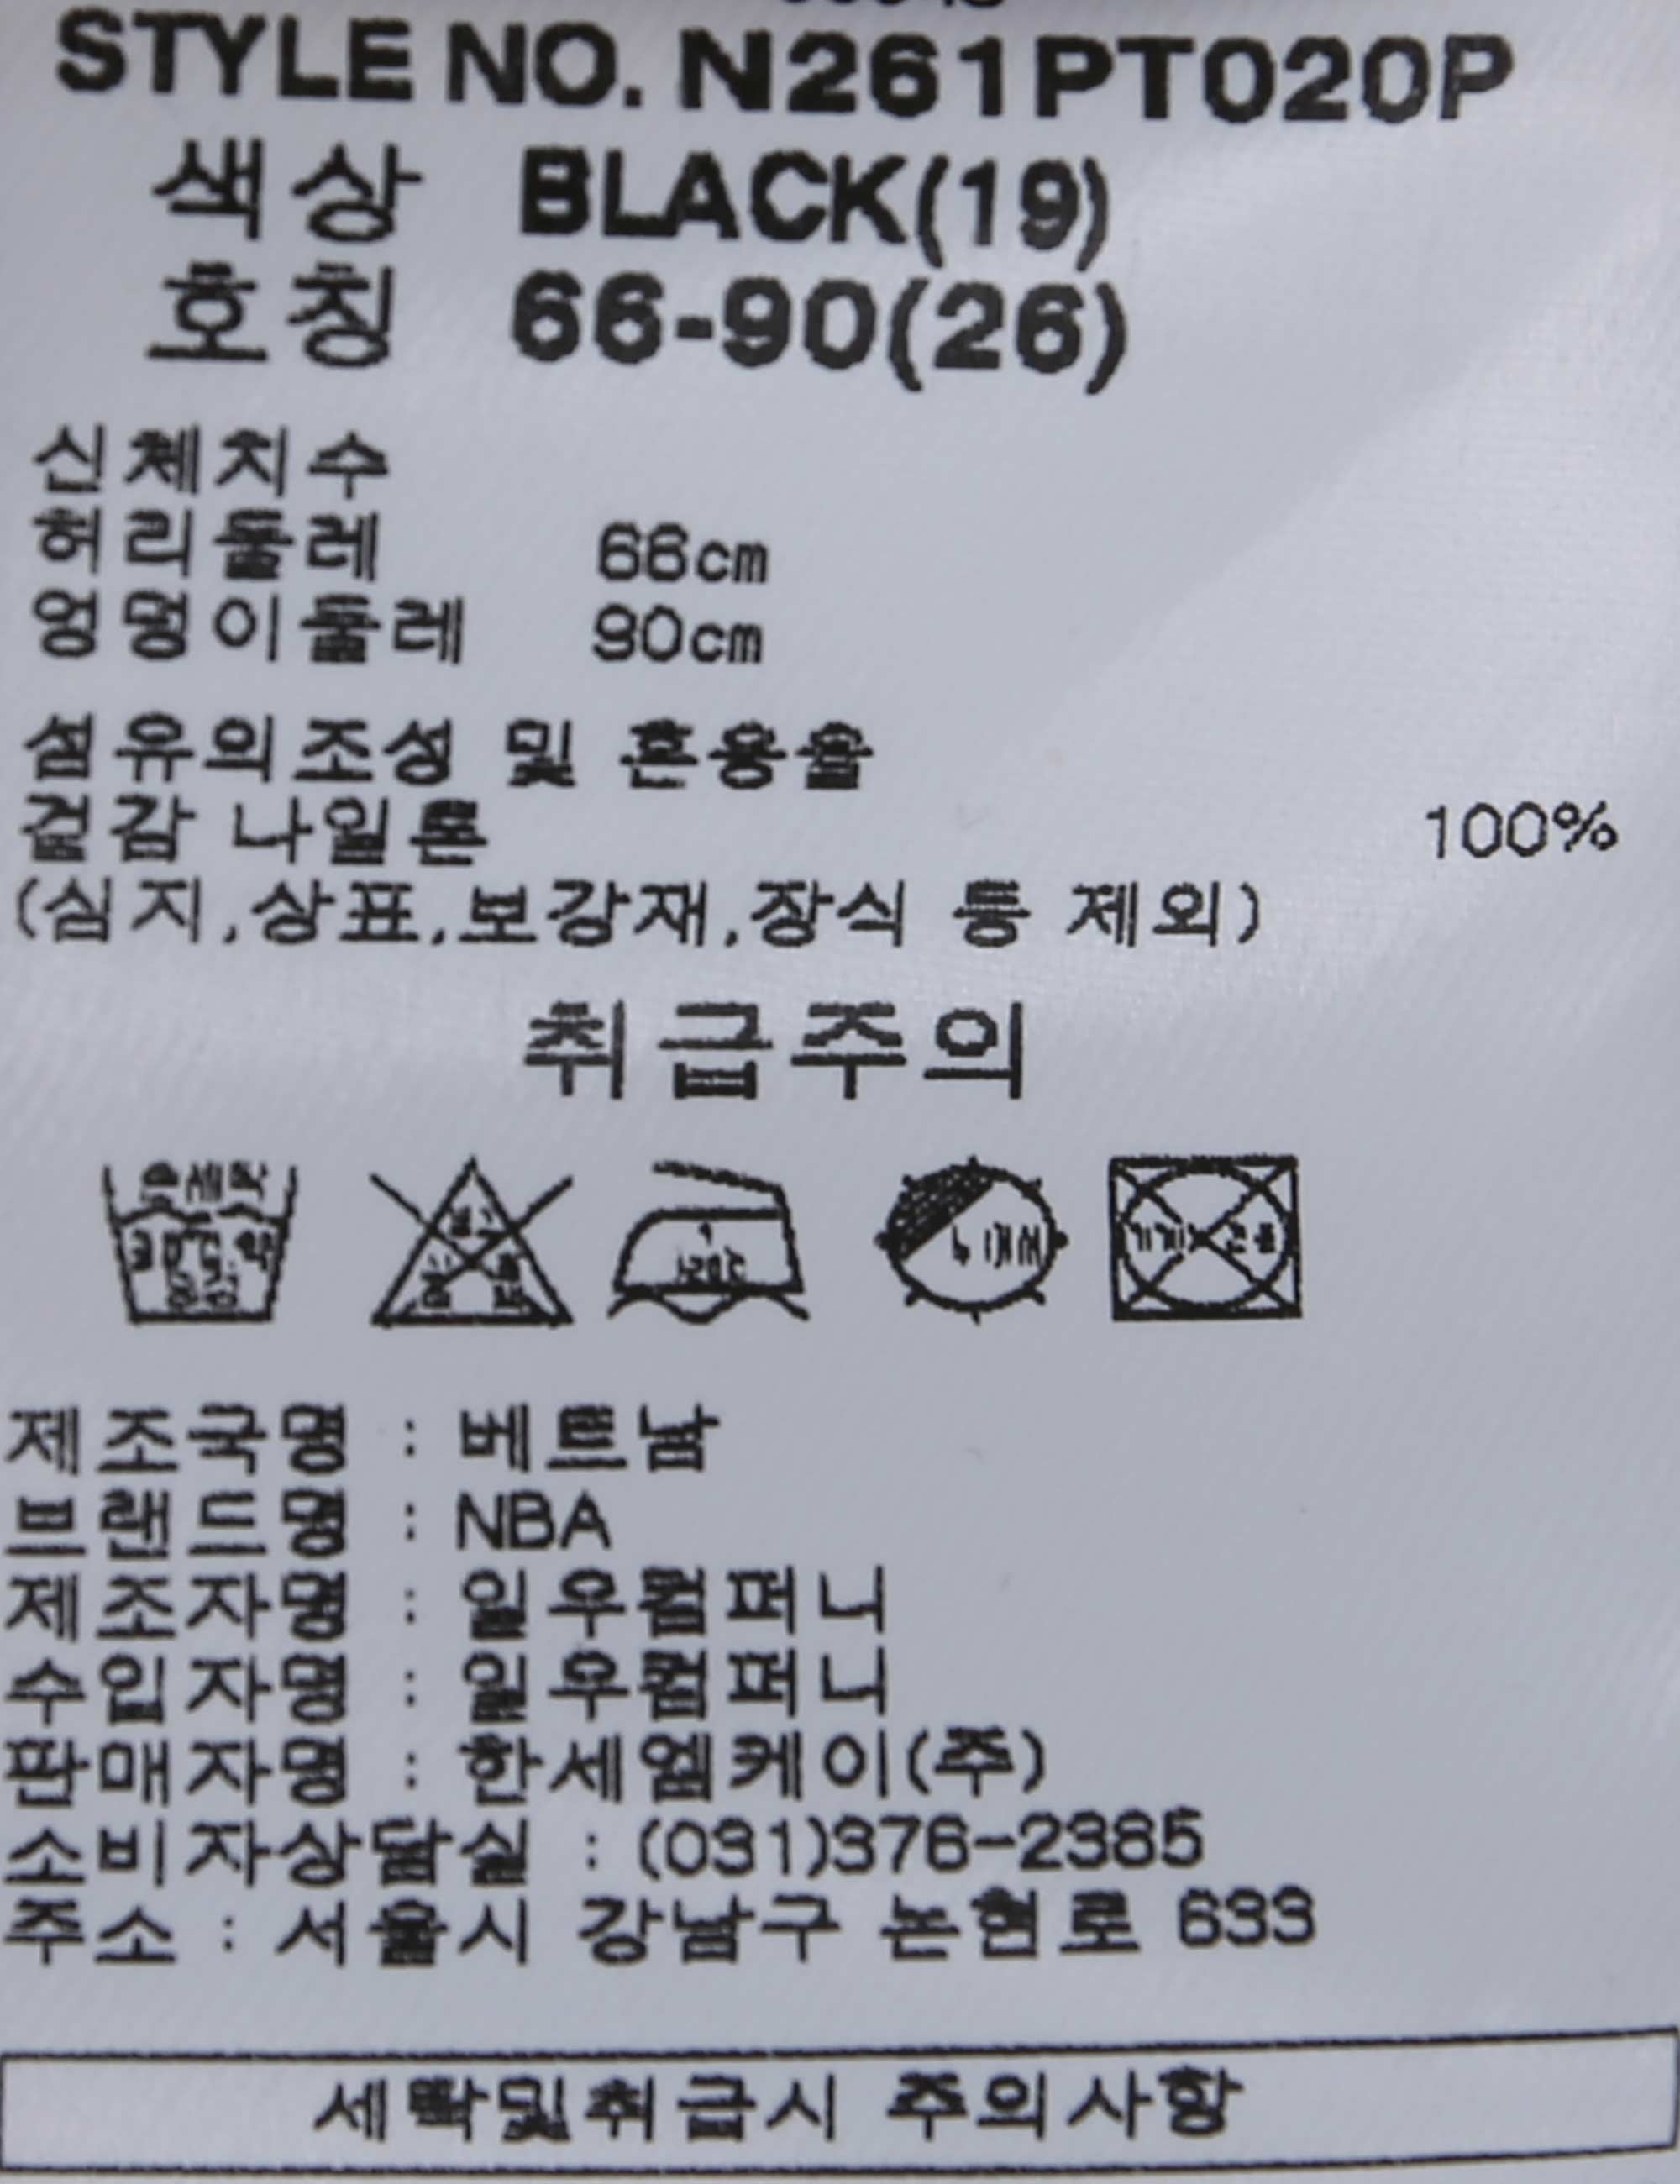 STYLE NO. N261PT020P
색상 BLACK(19)
호칭 66-90(26)
신체치수
허리둘레 66cm
엉덩이둘레 90cm
섬유의조성 및 혼용율
겉감 나일론 100%
(심지,상표,보강재,장식 등 제외)
취급주의
제조국명 : 베트남
브랜드명 : NBA
제조자명 : 일우컴퍼니
수입자명 : 일우컴퍼니
판매자명 : 한세엠케이(주)
소비자상담실 : (031)376-2385
주소 : 서울시 강남구 논현로 633
세탁및취급시 주의사항